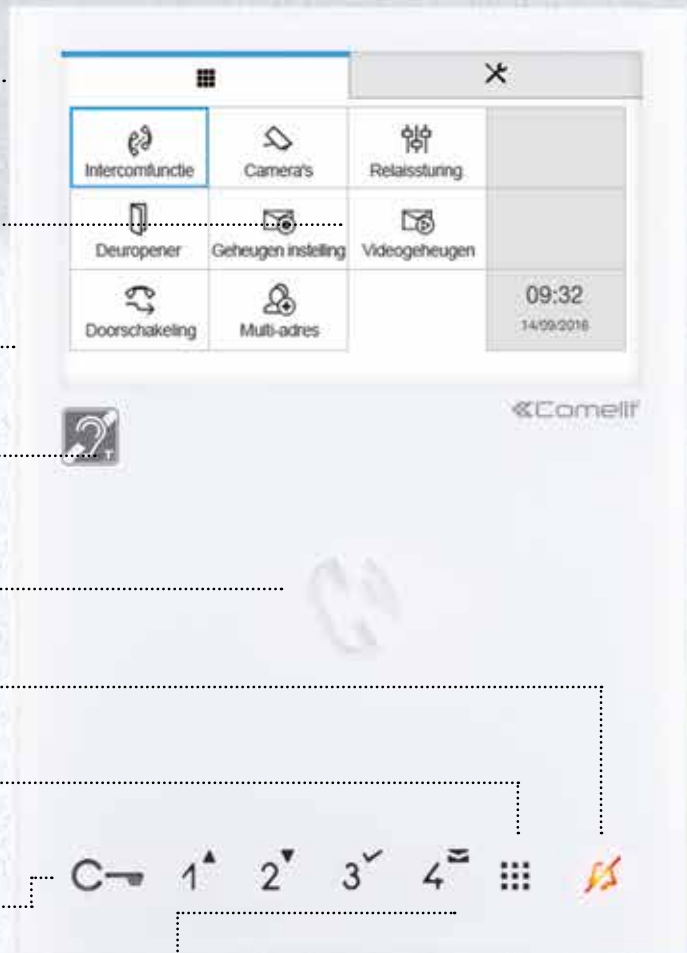 Intercomfunctie Camera's Relaissturing
Deuropener Geheugen instelling Videogeheugen
09:32
Doorschakeling Multi-adres 14/09/2016
Comelit
T
1 2 3 4